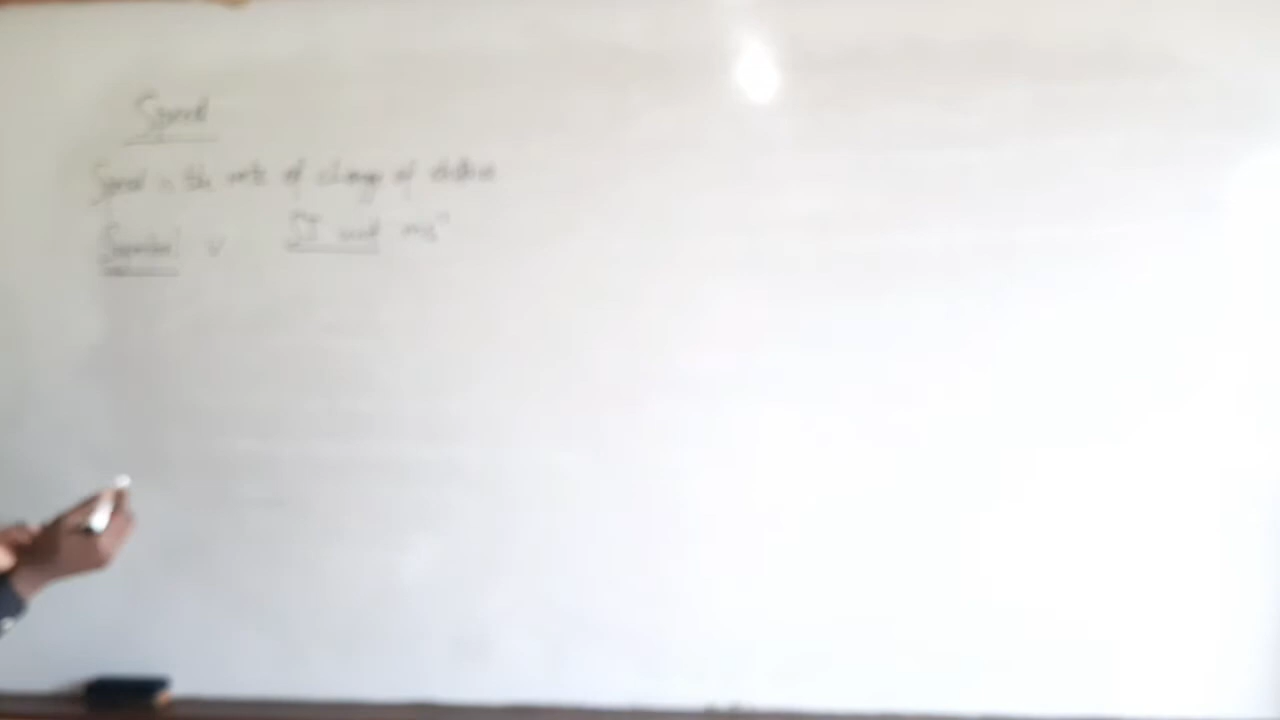 Speed
Speed is the rate of change of distance
Symbol v SI unit ms⁻¹